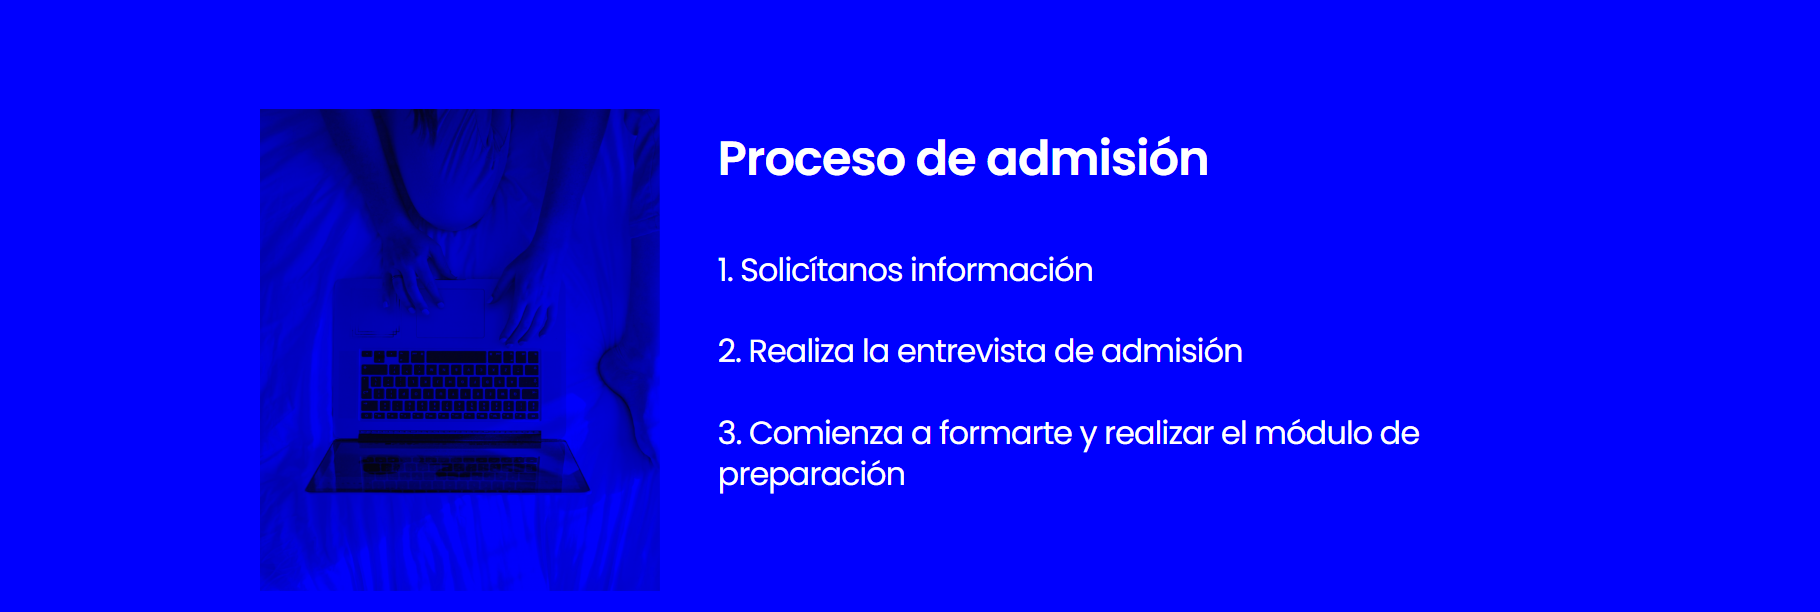 Proceso de admisión
1. Solicítanos información
2. Realiza la entrevista de admisión
3. Comienza a formarte y realizar el módulo de
preparación